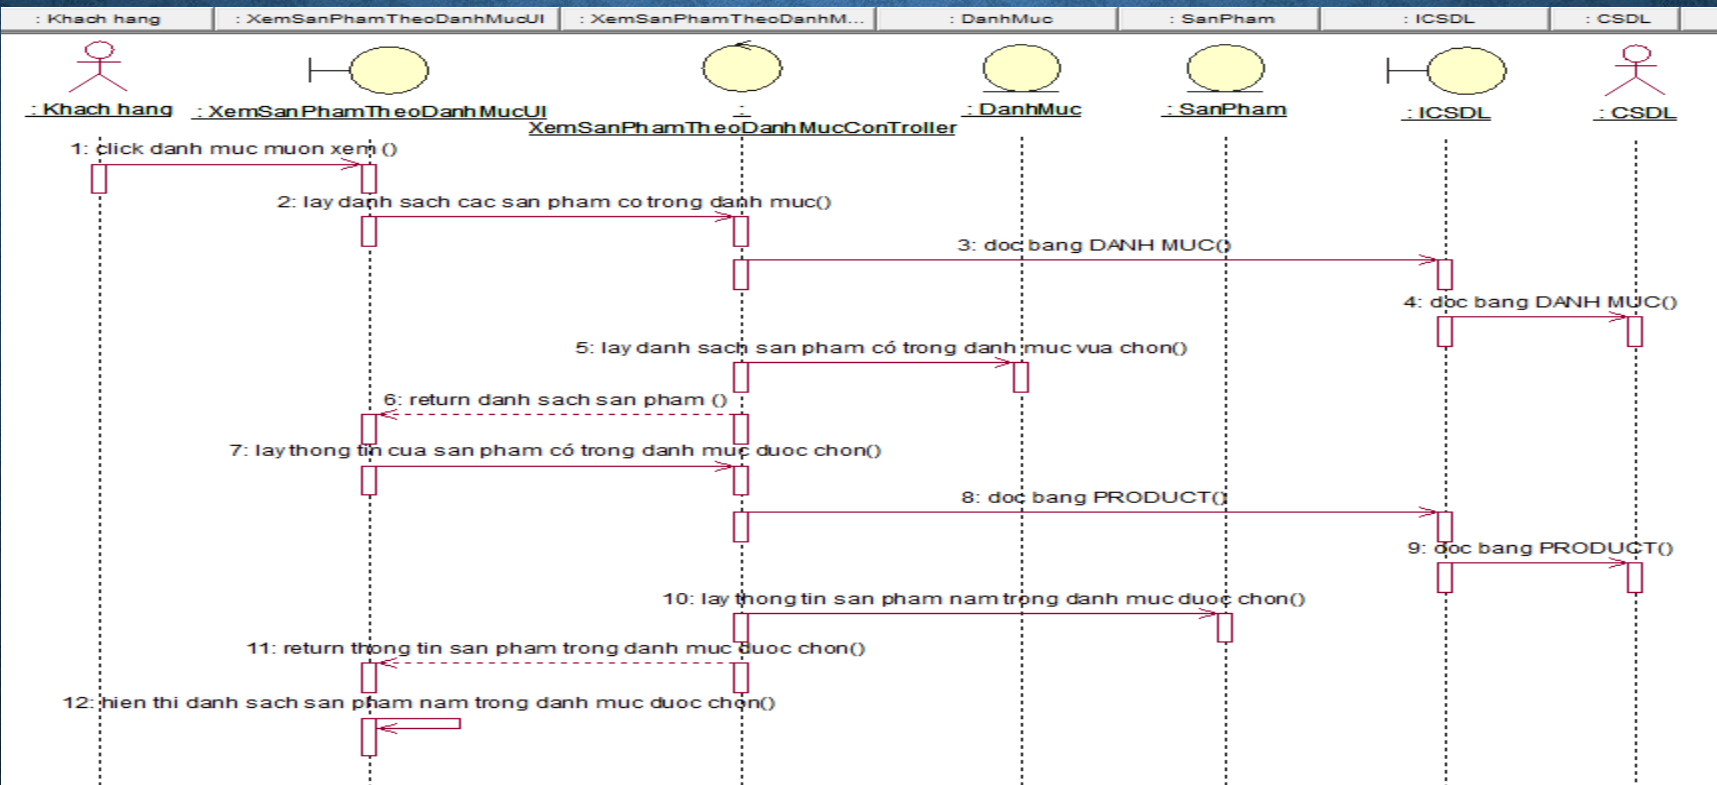 : Khach hang
: XemSanPhamTheoDanhMucUI
: XemSanPhamTheoDanhM...
: DanhMuc
: SanPham
: ICSDL
: CSDL
: Khach hang
: XemSanPhamTheoDanhMucUI
:
XemSanPhamTheoDanhMucConTroller
: DanhMuc
: SanPham
: ICSDL
: CSDL
1: click danh muc muon xem ()
2: lay danh sach cac san pham co trong danh muc()
3: doc bang DANH MUC()
4: doc bang DANH MUC()
5: lay danh sach san pham có trong danh muc vua chon()
6: return danh sach san pham ()
7: lay thong tin cua san pham có trong danh muc duoc chon()
8: doc bang PRODUCT()
9: doc bang PRODUCT()
10: lay thong tin san pham nam trong danh muc duoc chon()
11: return thong tin san pham trong danh muc duoc chon()
12: hien thi danh sach san pham nam trong danh muc duoc chon()